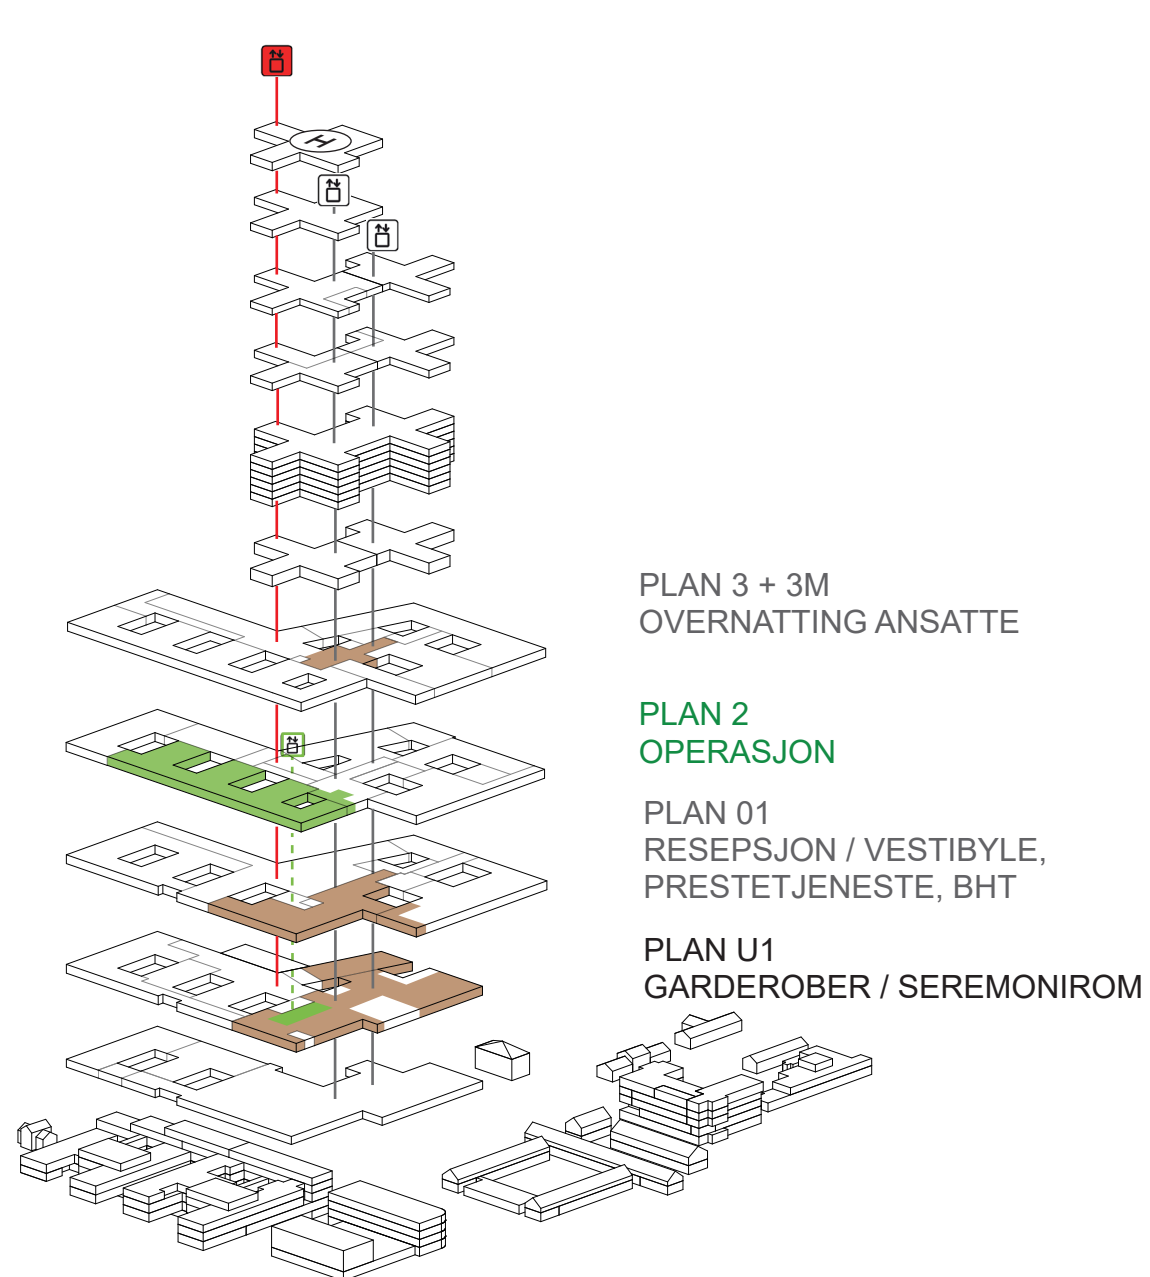 H
PLAN 3 + 3M
OVERNATTING ANSATTE
PLAN 2
OPERASJON
PLAN 01
RESEPSJON / VESTIBYLE,
PRESTETJENESTE, BHT
PLAN U1
GARDEROBER / SEREMONIROM